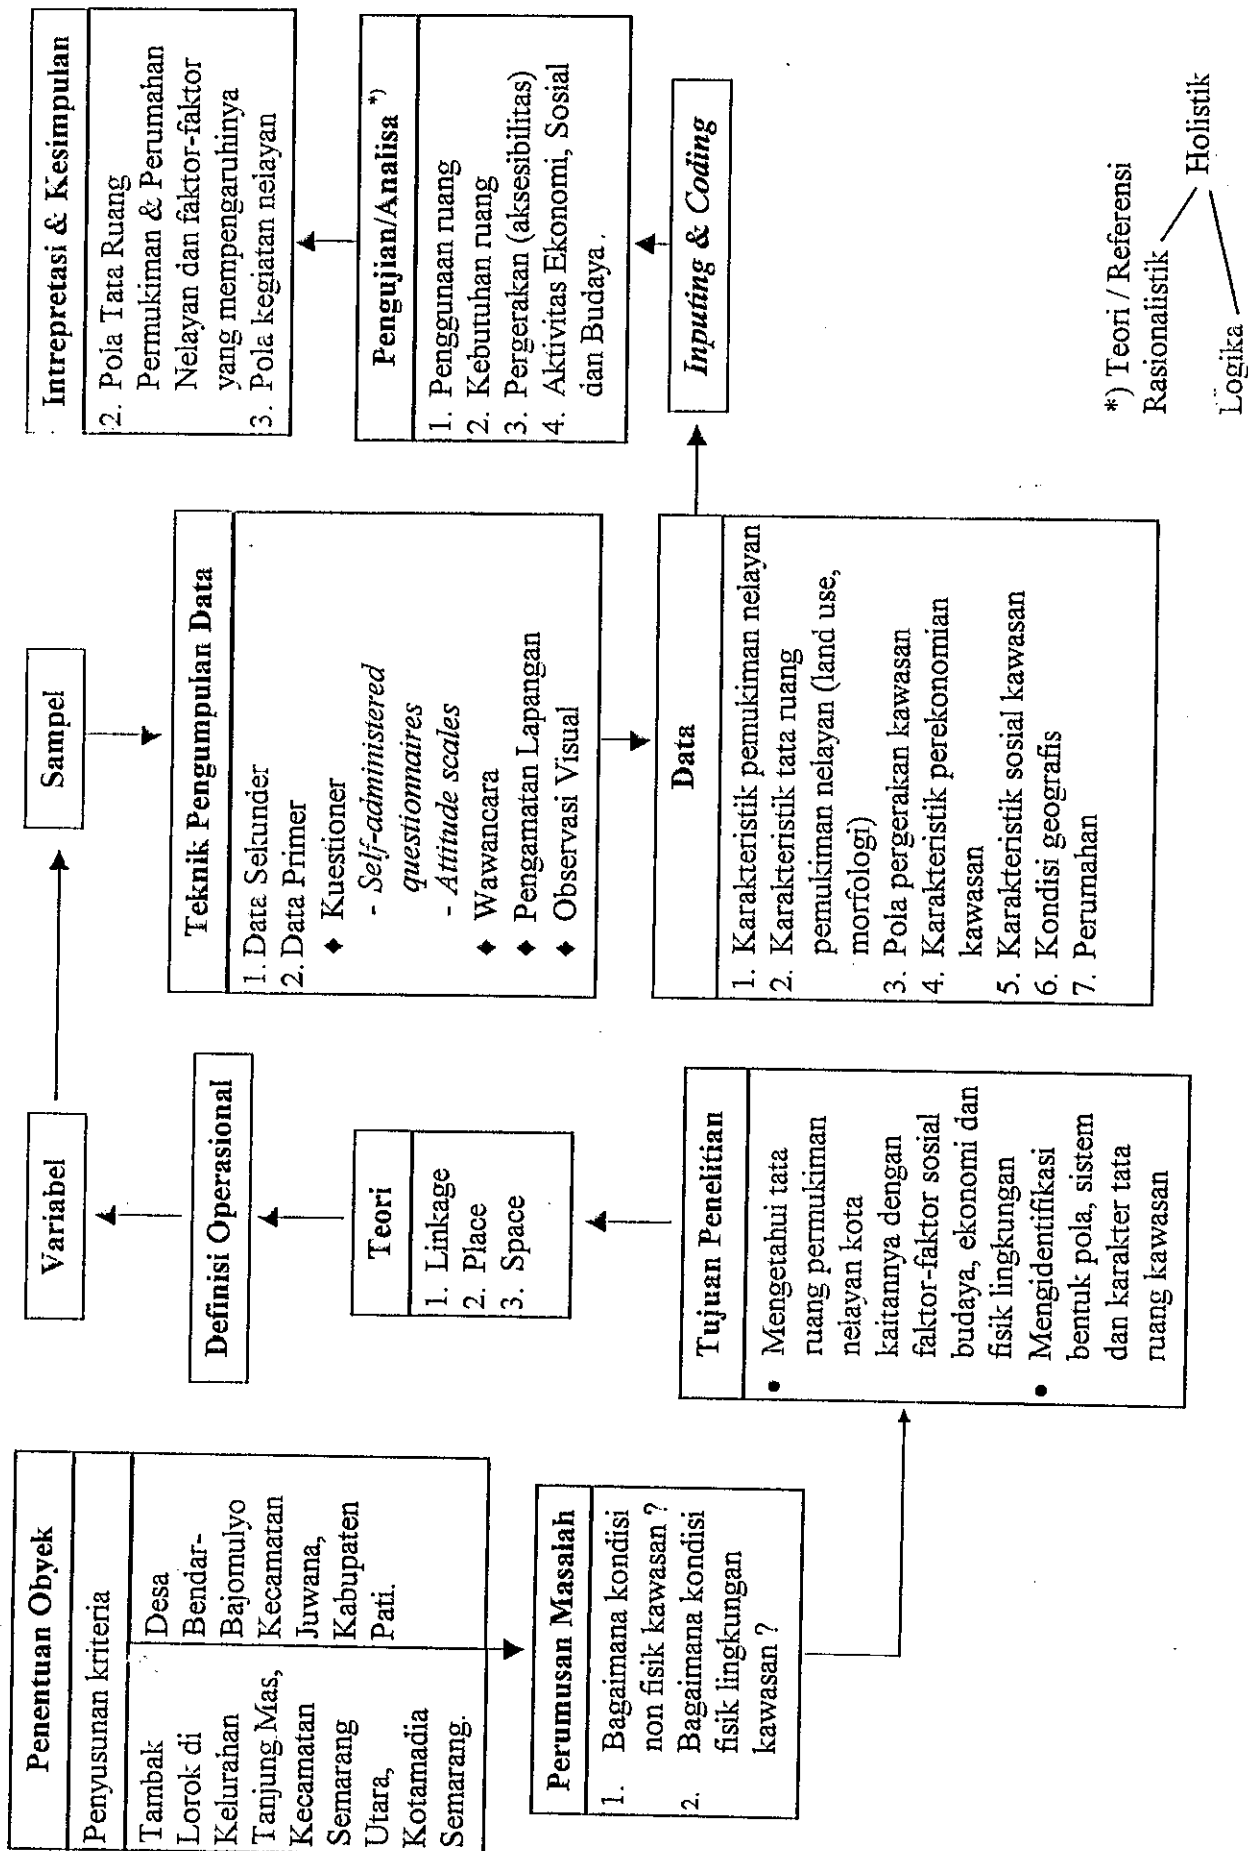 Penentuan Obyek
Penyusunan kriteria
Tambak
Lorok di
Kelurahan
Tanjung Mas,
Kecamatan
Semarang
Utara,
Kotamadia
Semarang.
Desa
Bendar-
Bajomulyo
Kecamatan
Juwana,
Kabupaten
Pati.
Perumusan Masalah
1. Bagaimana kondisi
non fisik kawasan ?
2. Bagaimana kondisi
fisik lingkungan
kawasan ?
Tujuan Penelitian
• Mengetahui tata
ruang permukiman
nelayan kota
kaitannya dengan
faktor-faktor sosial
budaya, ekonomi dan
fisik lingkungan
• Mengidentifikasi
bentuk pola, sistem
dan karakter tata
ruang kawasan
Teori
1. Linkage
2. Place
3. Space
Definisi Operasional
Variabel
Sampel
Teknik Pengumpulan Data
1. Data Sekunder
2. Data Primer
♦ Kuestioner
- Self-administered
questionnaires
- Attitude scales
♦ Wawancara
♦ Pengamatan Lapangan
♦ Observasi Visual
Data
1. Karakteristik pemukiman nelayan
2. Karakteristik tata ruang
pemukiman nelayan (land use,
morfologi)
3. Pola pergerakan kawasan
4. Karakteristik perekonomian
kawasan
5. Karakteristik sosial kawasan
6. Kondisi geografis
7. Perumahan
Inputing & Coding
Pengujian/Analisa *)
1. Penggunaan ruang
2. Kebutuhan ruang
3. Pergerakan (aksesibilitas)
4. Aktivitas Ekonomi, Sosial
dan Budaya .
Intrepretasi & Kesimpulan
2. Pola Tata Ruang
Permukiman & Perumahan
Nelayan dan faktor-faktor
yang mempengaruhinya
3. Pola kegiatan nelayan
*) Teori / Referensi
Rasionalistik
Holistik
Logika